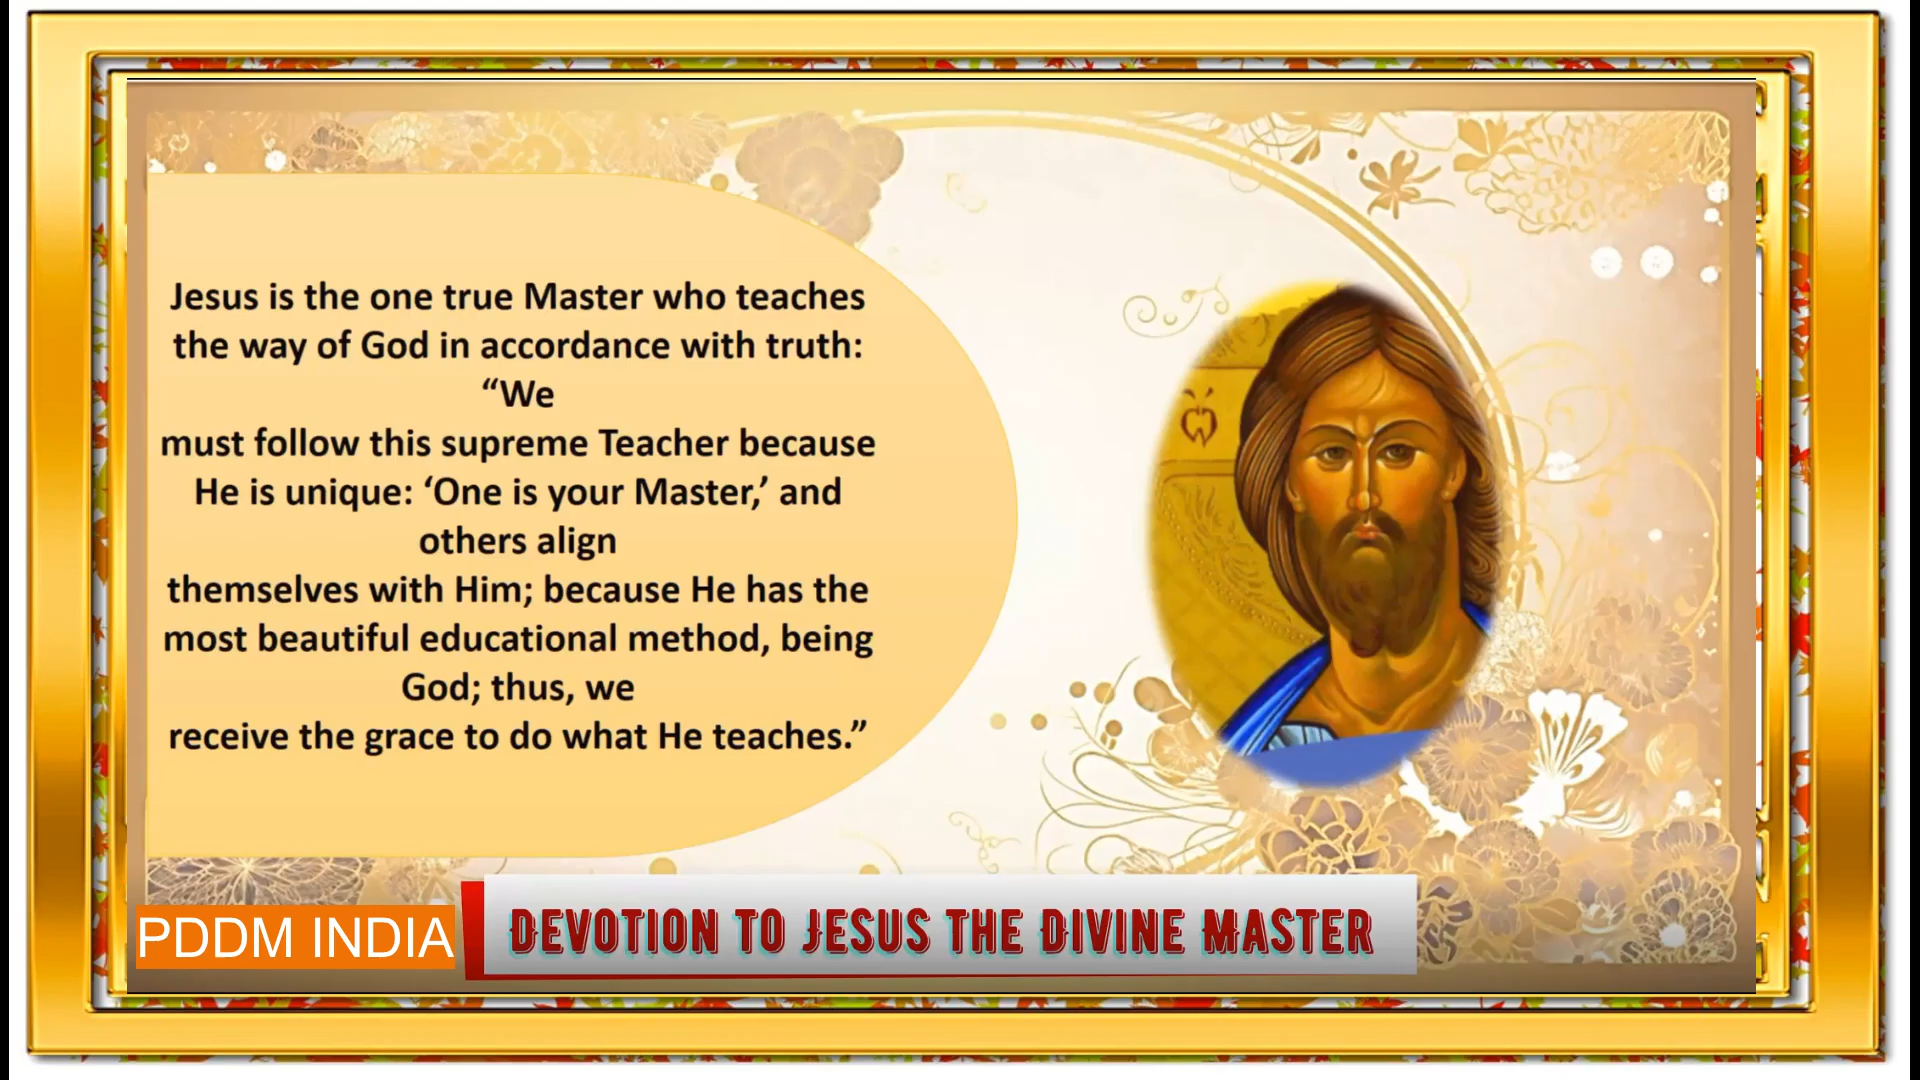 Jesus is the one true Master who teaches
the way of God in accordance with truth:
“We
must follow this supreme Teacher because
He is unique: ‘One is your Master,’ and
others align
themselves with Him; because He has the
most beautiful educational method, being
God; thus, we
receive the grace to do what He teaches.”
PDDM INDIA
DEVOTION TO JESUS THE DIVINE MASTER